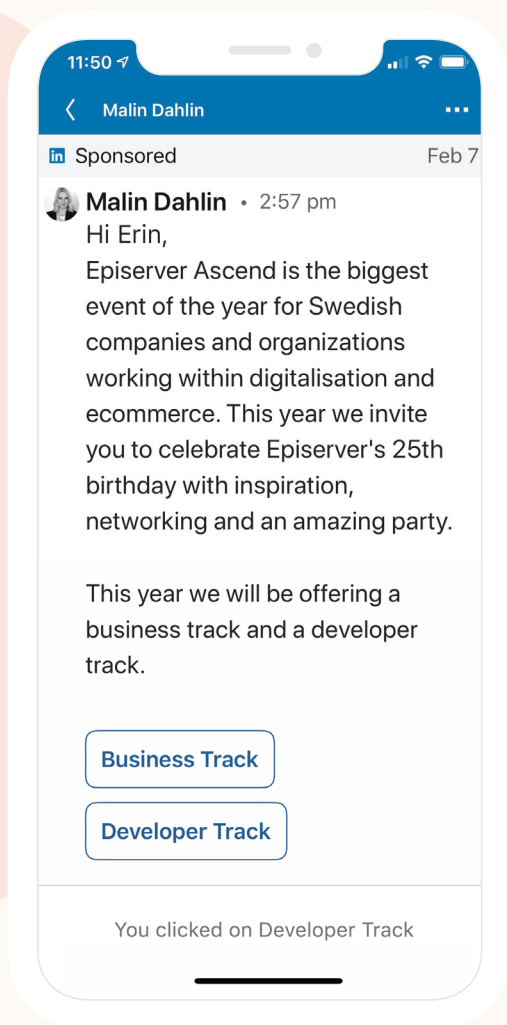 11:50
Malin Dahlin
in Sponsored Feb 7
Malin Dahlin • 2:57 pm
Hi Erin,
Episerver Ascend is the biggest
event of the year for Swedish
companies and organizations
working within digitalisation and
ecommerce. This year we invite
you to celebrate Episerver's 25th
birthday with inspiration,
networking and an amazing party.
This year we will be offering a
business track and a developer
track.
Business Track
Developer Track
You clicked on Developer Track